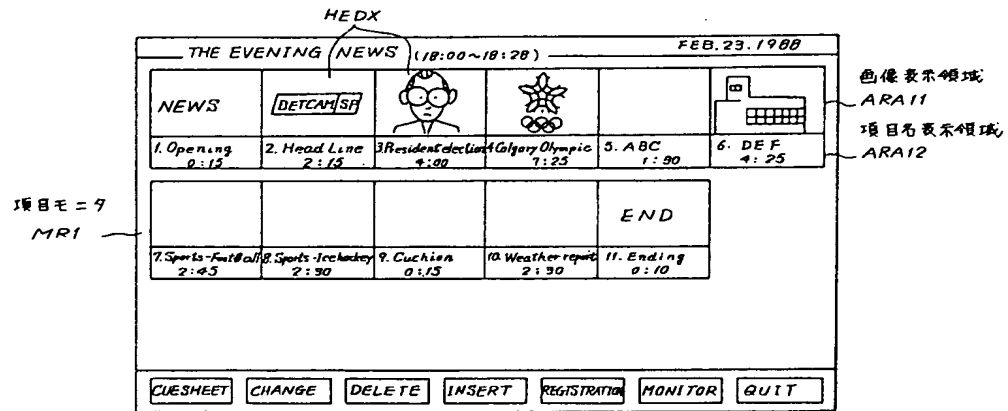 HEDX
THE EVENING NEWS (18:00~18:28)
FEB.23.1988
NEWS
DETCAM SP
画像表示領域
ARA11
項目名表示領域
ARA12
1. Opening
0:15
2. Head Line
2:15
3. President election
4:00
4. Calgary Olympic
7:25
5. ABC
1:30
6. DEF
4:25
項目モニタ
MR1
END
7. Sports-Football
2:45
8. Sports-Icehockey
2:30
9. Cuchion
0:15
10. Weather report
2:30
11. Ending
0:10
CUESHEET CHANGE DELETE INSERT REGISTRATION MONITOR QUIT